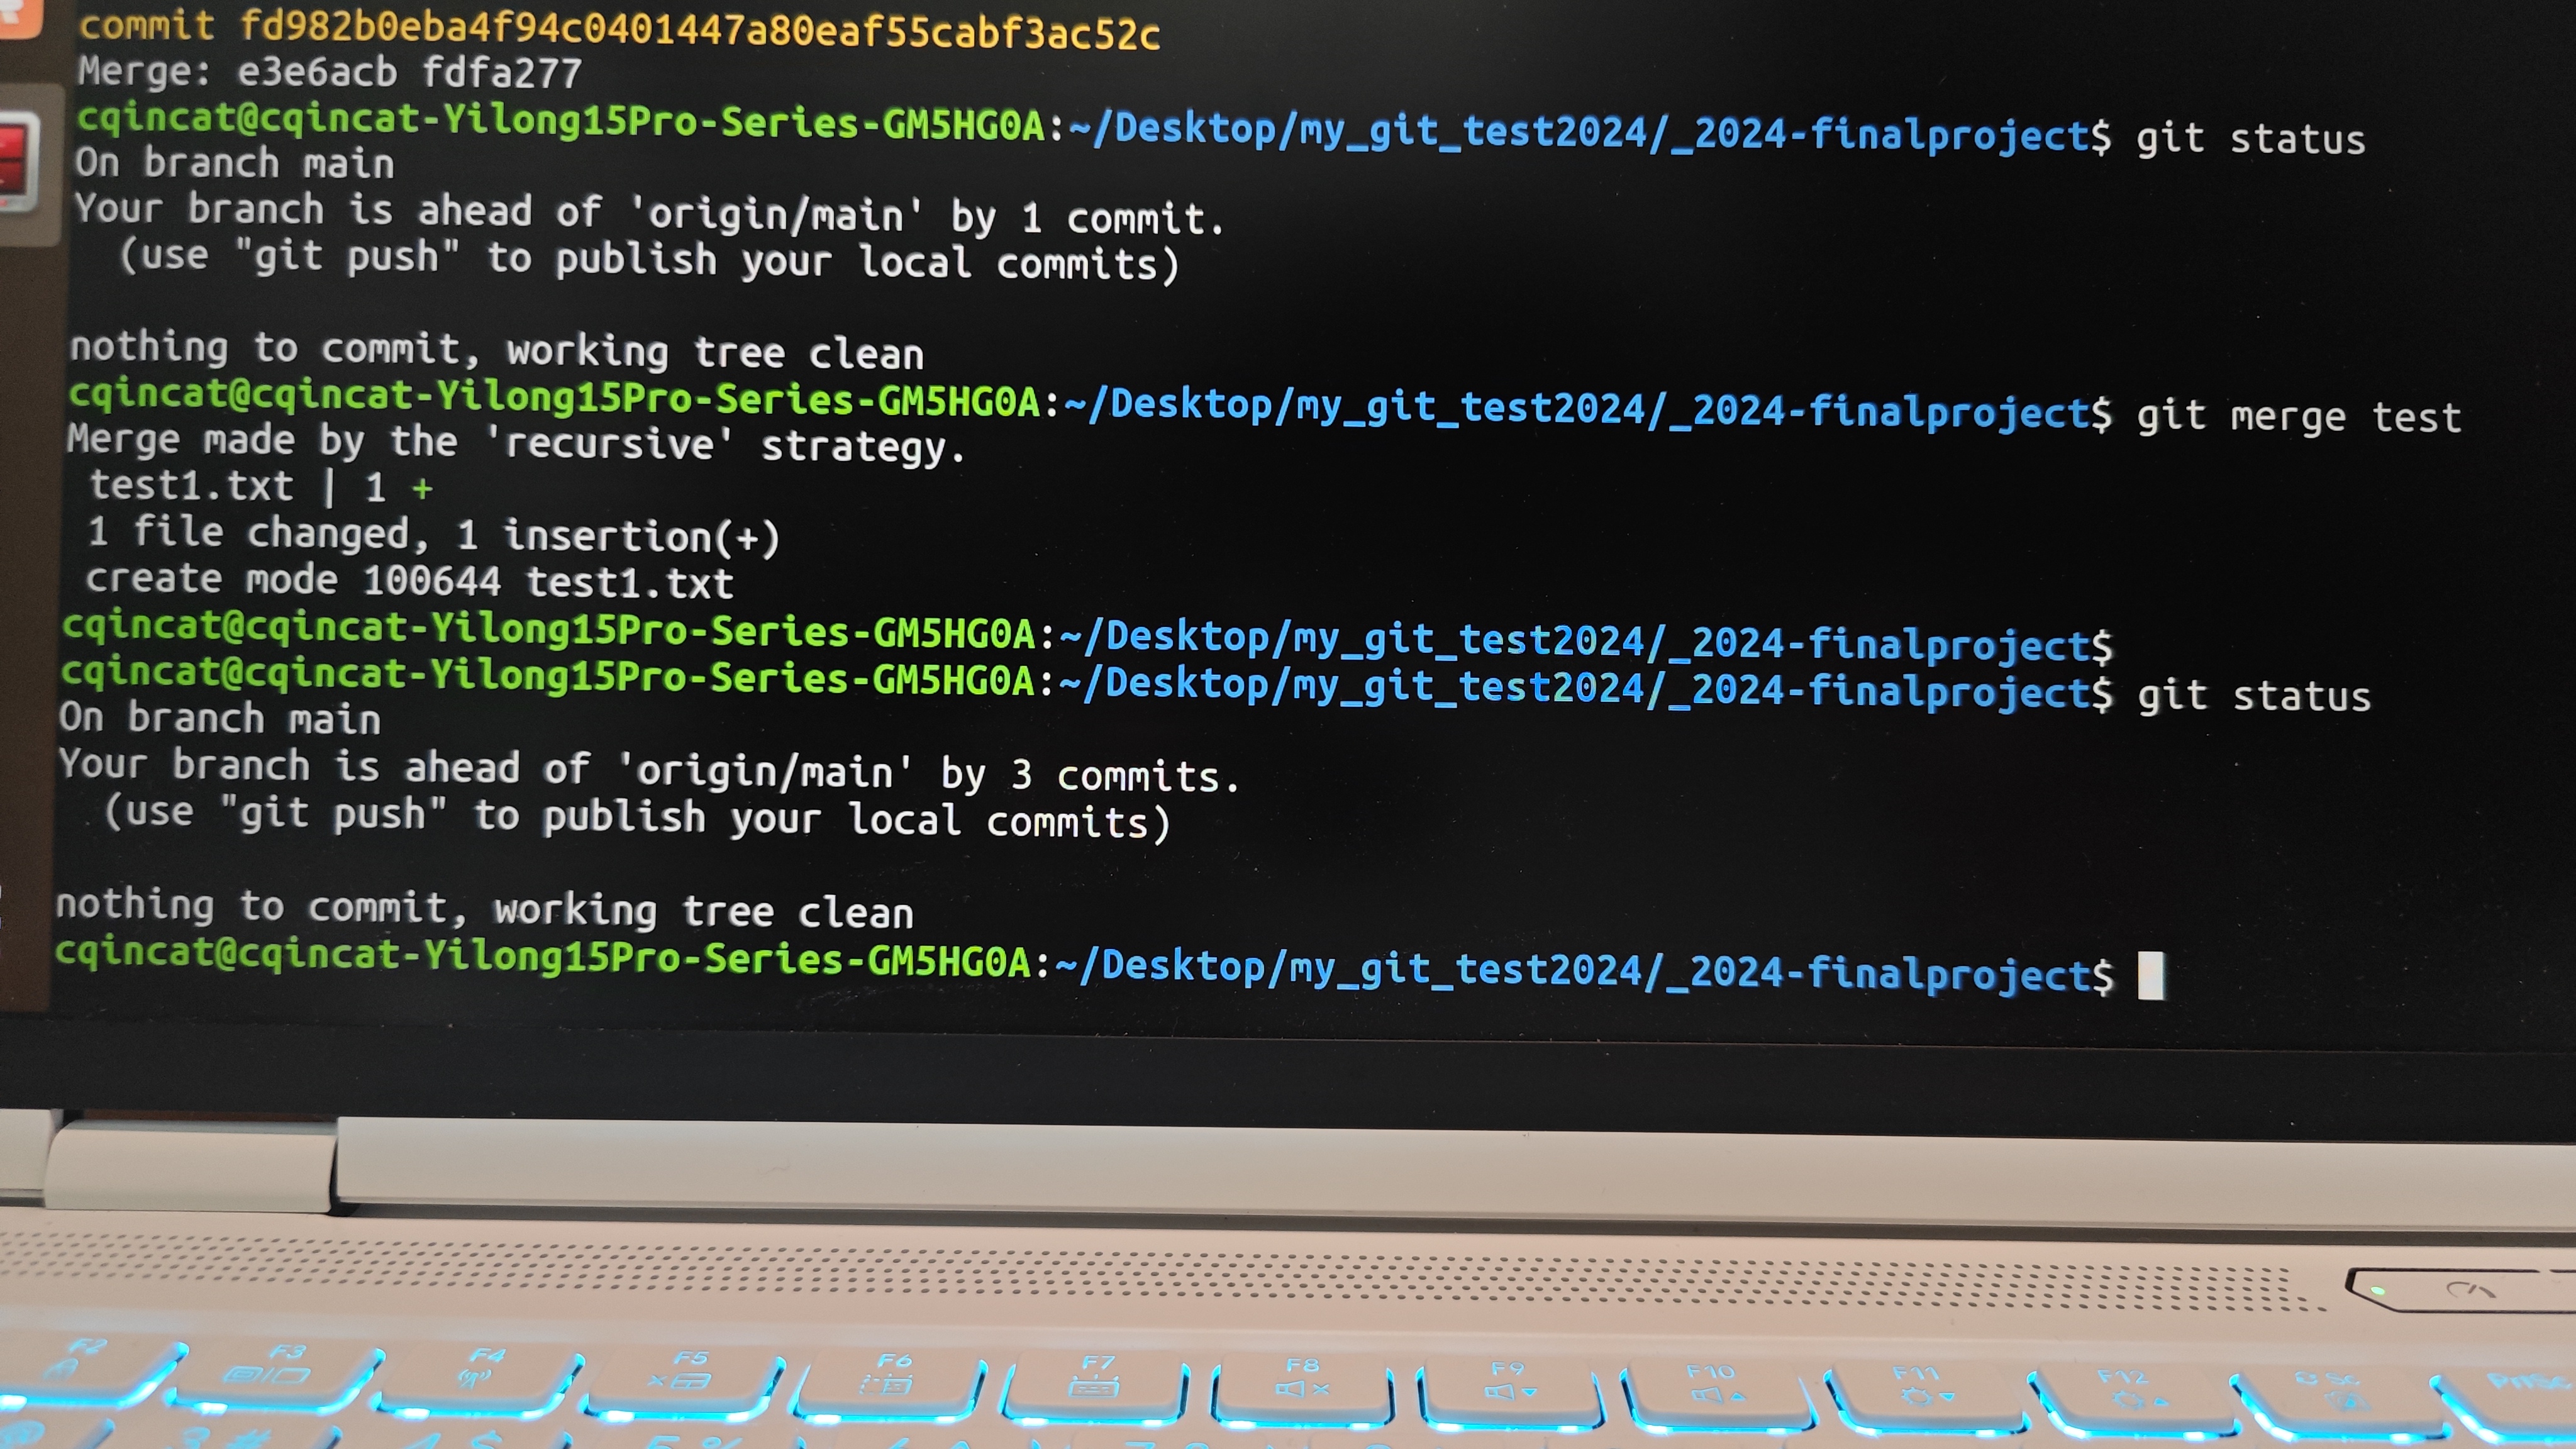 commit fd982b0eba4f94c0401447a80eaf55cabf3ac52c
Merge: e3e6acb fdfa277
cqincat@cqincat-Yilong15Pro-Series-GM5HG0A:~/Desktop/my_git_test2024/_2024-finalproject$ git status
On branch main
Your branch is ahead of 'origin/main' by 1 commit.
  (use "git push" to publish your local commits)
nothing to commit, working tree clean
cqincat@cqincat-Yilong15Pro-Series-GM5HG0A:~/Desktop/my_git_test2024/_2024-finalproject$ git merge test
Merge made by the 'recursive' strategy.
 test1.txt | 1 +
 1 file changed, 1 insertion(+)
 create mode 100644 test1.txt
cqincat@cqincat-Yilong15Pro-Series-GM5HG0A:~/Desktop/my_git_test2024/_2024-finalproject$
cqincat@cqincat-Yilong15Pro-Series-GM5HG0A:~/Desktop/my_git_test2024/_2024-finalproject$ git status
On branch main
Your branch is ahead of 'origin/main' by 3 commits.
  (use "git push" to publish your local commits)
nothing to commit, working tree clean
cqincat@cqincat-Yilong15Pro-Series-GM5HG0A:~/Desktop/my_git_test2024/_2024-finalproject$
F2 F3 F4 F5 F6 F7 F8 F9 F10 F11 F12
3 # 4 $ 5 %